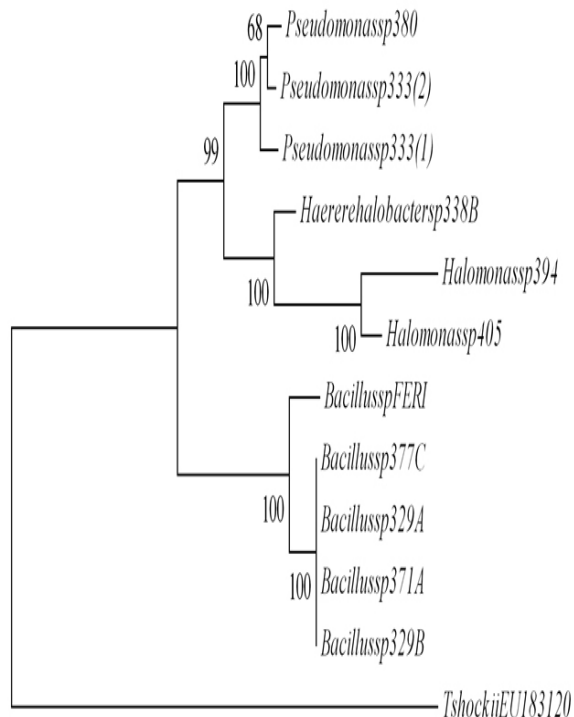 68
Pseudomonassp380
100
Pseudomonassp333(2)
99
Pseudomonassp333(1)
Haererehalobactersp338B
100
Halomonassp394
100
Halomonassp405
BacillusspFERI
Bacillussp377C
100
Bacillussp329A
100
Bacillussp371A
Bacillussp329B
TshockiiEU183120